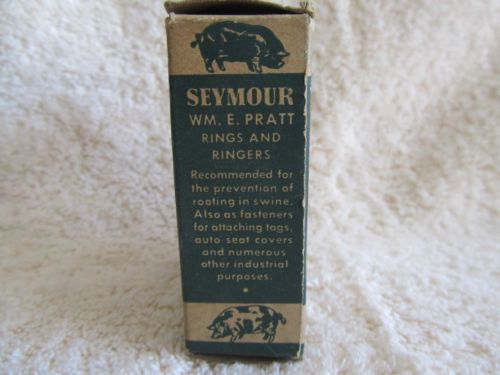 SEYMOUR
WM. E. PRATT
RINGS AND
RINGERS
Recommended for
the prevention of
rooting in swine.
Also as fasteners
for attaching tags,
auto seat covers
and numerous
other industrial
purposes.